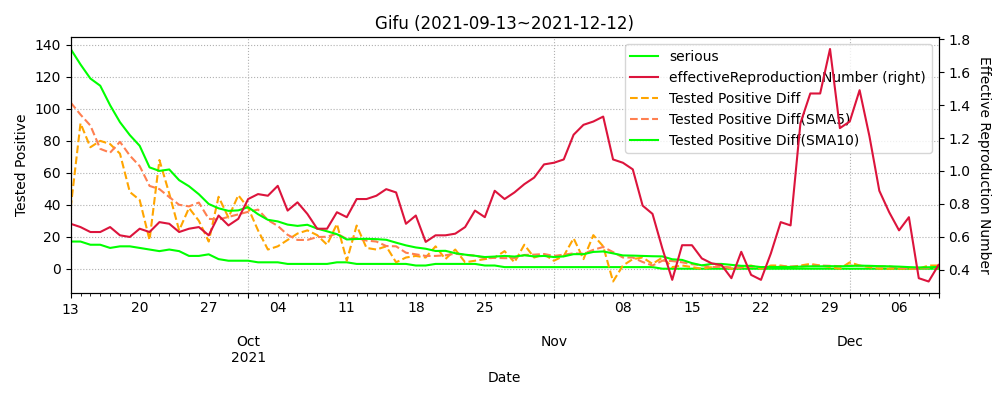 Gifu (2021-09-13~2021-12-12)
140
120
100
80
60
40
20
0
Tested Positive
1.8
1.6
1.4
1.2
1.0
0.8
0.6
0.4
Effective Reproduction Number
serious
effectiveReproductionNumber (right)
Tested Positive Diff
Tested Positive Diff(SMA5)
Tested Positive Diff(SMA10)
13 20 27 04 11 18 25 08 15 22 29 06
Oct Nov Dec
2021
Date